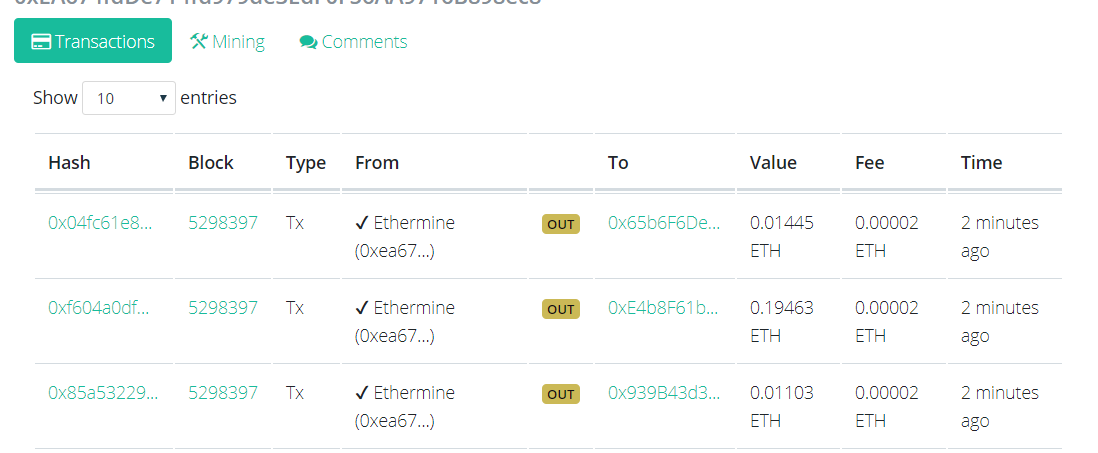 Transactions Mining Comments
Show 10 entries
Hash Block Type From To Value Fee Time
0x04fc61e8... 5298397 Tx ✓ Ethermine OUT 0x65b6F6De... 0.01445 0.00002 2 minutes
(0xea67...) ETH ETH ago
0xf604a0df... 5298397 Tx ✓ Ethermine OUT 0xE4b8F61b... 0.19463 0.00002 2 minutes
(0xea67...) ETH ETH ago
0x85a53229... 5298397 Tx ✓ Ethermine OUT 0x939B43d3... 0.01103 0.00002 2 minutes
(0xea67...) ETH ETH ago